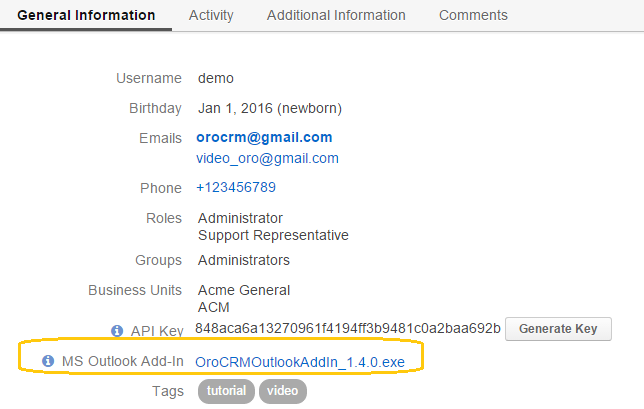 General Information Activity Additional Information Comments
Username demo
Birthday Jan 1, 2016 (newborn)
Emails orocrm@gmail.com
video_oro@gmail.com
Phone +123456789
Roles Administrator
Support Representative
Groups Administrators
Business Units Acme General
ACM
API Key 848aca6a13270961f4194ff3b9481c0a2baa692b Generate Key
MS Outlook Add-In OroCRMOutlookAddIn_1.4.0.exe
Tags tutorial video